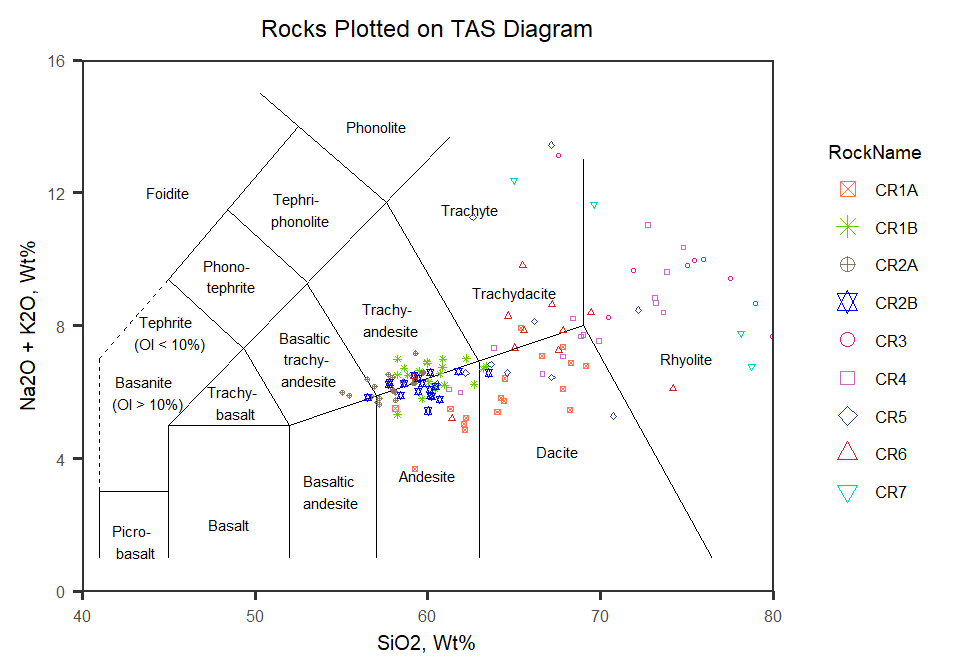 Rocks Plotted on TAS Diagram
16
12
8
4
0
Na2O + K2O, Wt%
40
50
60
70
80
SiO2, Wt%
Phonolite
Foidite
Tephri-
phonolite
Trachyte
Phono-
tephrite
Trachydacite
Trachy-
andesite
Tephrite
(Ol < 10%)
Basaltic
trachy-
andesite
Rhyolite
Basanite
(Ol > 10%)
Trachy-
basalt
Dacite
Andesite
Basaltic
andesite
Basalt
Picro-
basalt
RockName
CR1A
CR1B
CR2A
CR2B
CR3
CR4
CR5
CR6
CR7